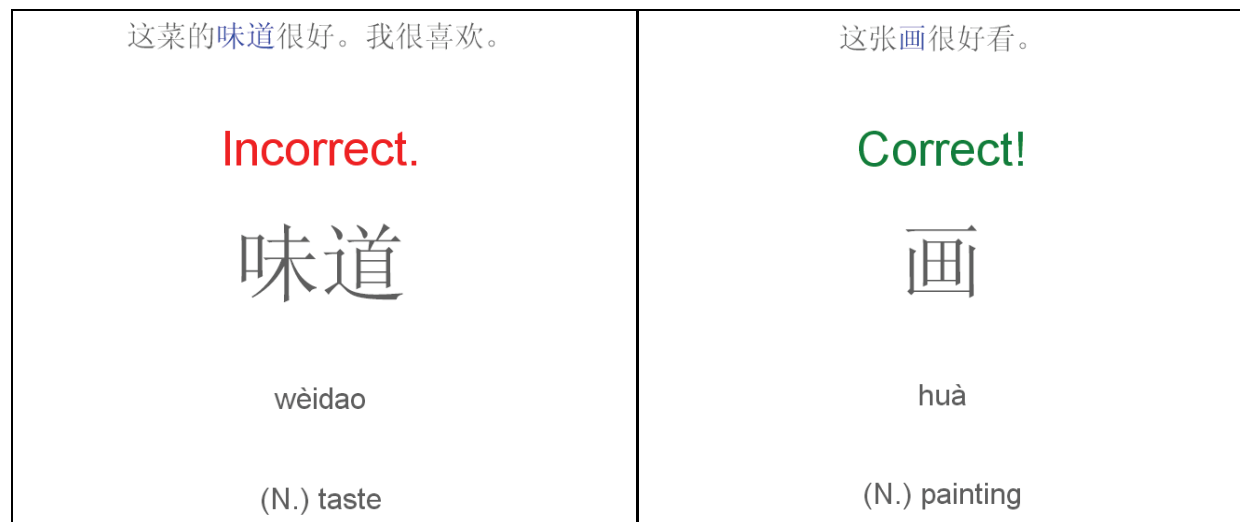 这菜的味道很好。我很喜欢。
Incorrect.
味道
wèidao
(N.) taste
这张画很好看。
Correct!
画
huà
(N.) painting